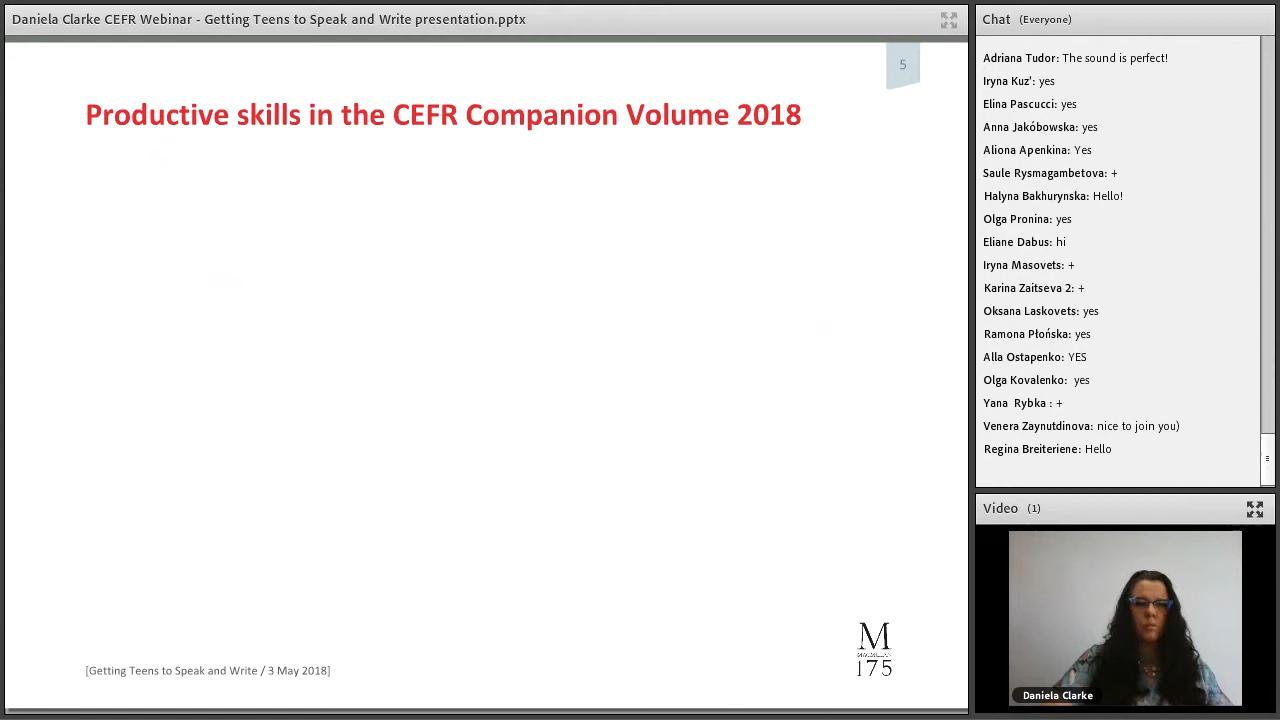 Daniela Clarke CEFR Webinar - Getting Teens to Speak and Write presentation.pptx
5
Productive skills in the CEFR Companion Volume 2018
[Getting Teens to Speak and Write / 3 May 2018]
M
MACMILLAN
175
Chat (Everyone)
Adriana Tudor: The sound is perfect!
Iryna Kuz': yes
Elina Pascucci: yes
Anna Jakóbowska: yes
Aliona Apenkina: Yes
Saule Rysmagambetova: +
Halyna Bakhurynska: Hello!
Olga Pronina: yes
Eliane Dabus: hi
Iryna Masovets: +
Karina Zaitseva 2: +
Oksana Laskovets: yes
Ramona Płońska: yes
Alla Ostapenko: YES
Olga Kovalenko: yes
Yana Rybka : +
Venera Zaynutdinova: nice to join you)
Regina Breiteriene: Hello
Video (1)
Daniela Clarke